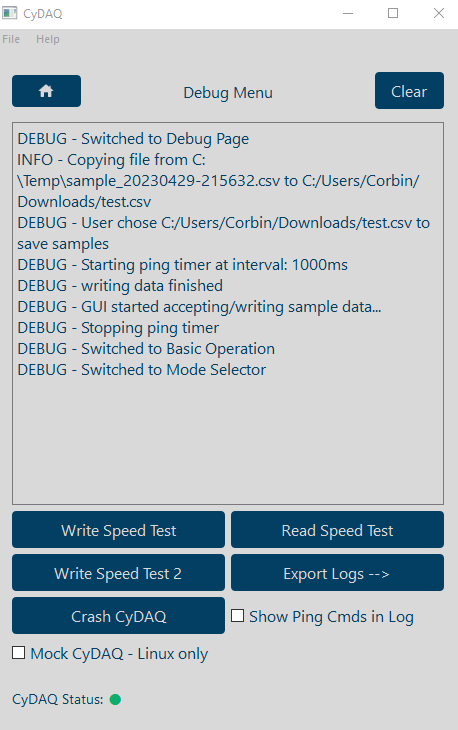 CyDAQ
File Help
Debug Menu
Clear
DEBUG - Switched to Debug Page
INFO - Copying file from C:
\Temp\sample_20230429-215632.csv to C:/Users/Corbin/
Downloads/test.csv
DEBUG - User chose C:/Users/Corbin/Downloads/test.csv to
save samples
DEBUG - Starting ping timer at interval: 1000ms
DEBUG - writing data finished
DEBUG - GUI started accepting/writing sample data...
DEBUG - Stopping ping timer
DEBUG - Switched to Basic Operation
DEBUG - Switched to Mode Selector
Write Speed Test
Read Speed Test
Write Speed Test 2
Export Logs -->
Crash CyDAQ
Show Ping Cmds in Log
Mock CyDAQ - Linux only
CyDAQ Status: